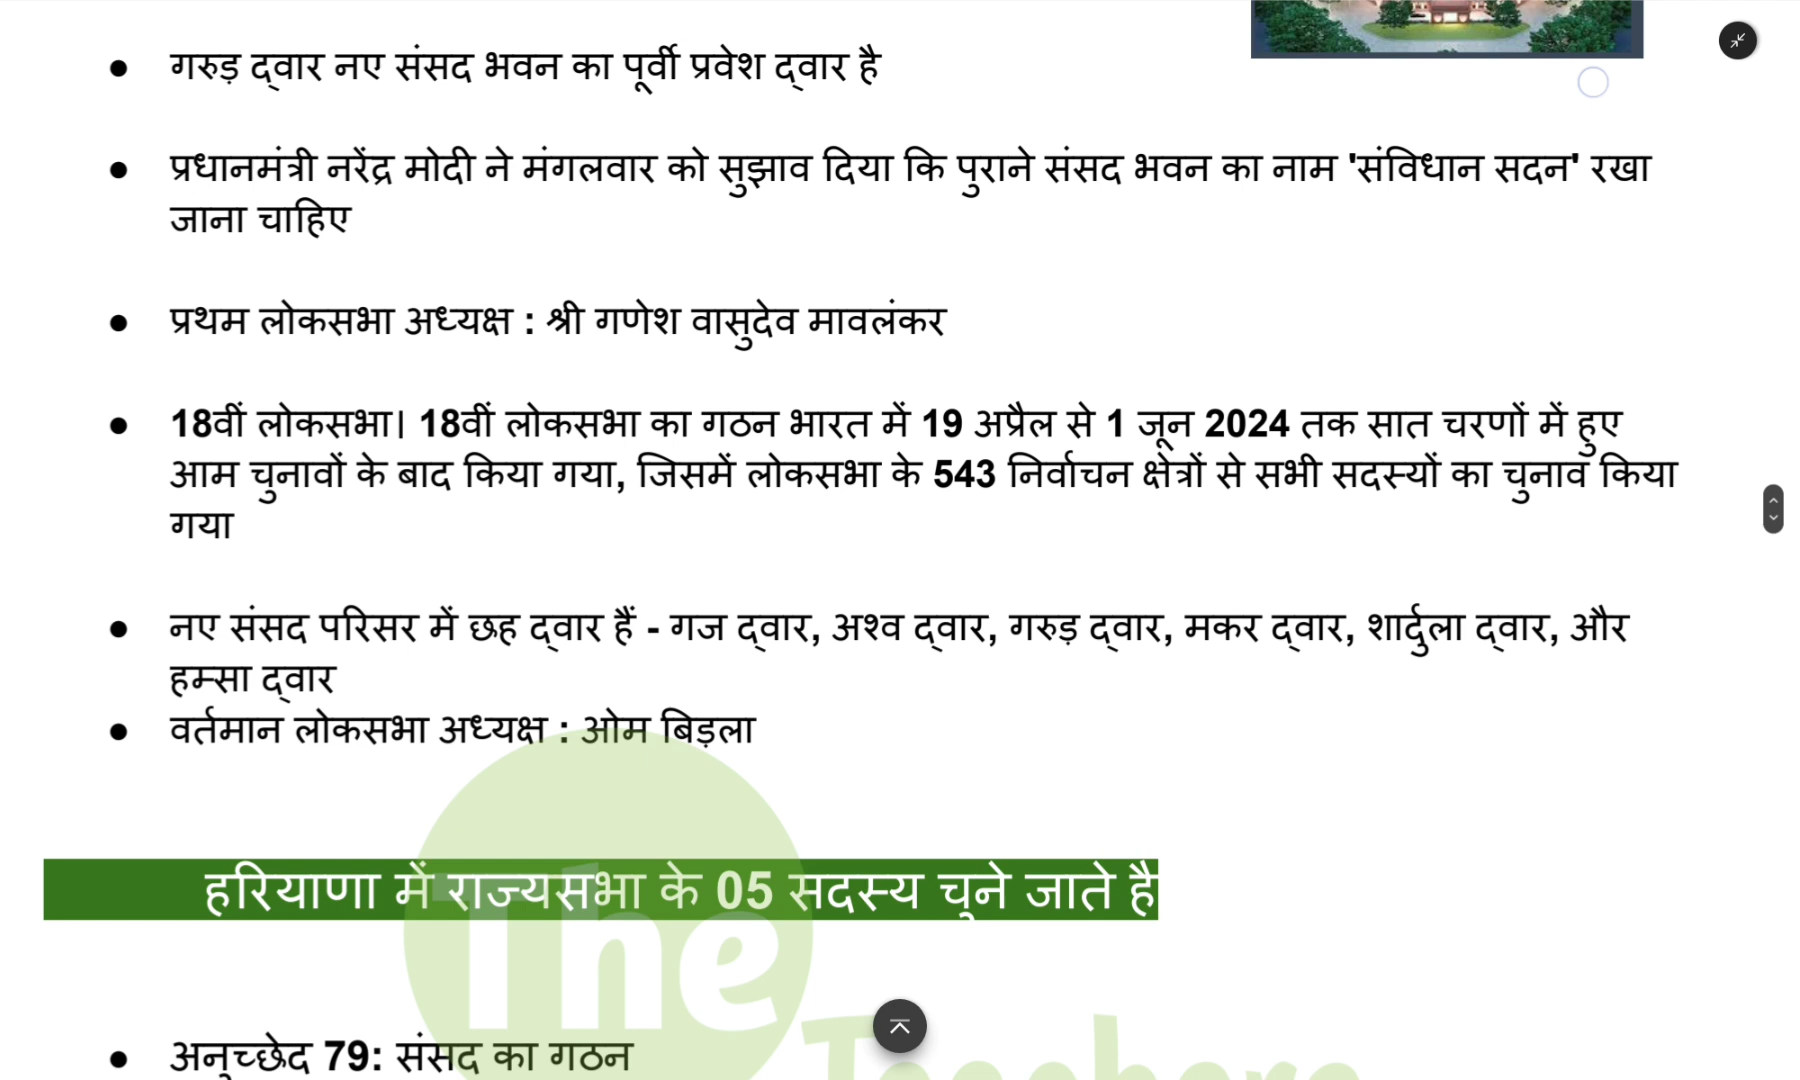 गरुड़ द्वार नए संसद भवन का पूर्वी प्रवेश द्वार है
प्रधानमंत्री नरेंद्र मोदी ने मंगलवार को सुझाव दिया कि पुराने संसद भवन का नाम 'संविधान सदन' रखा
जाना चाहिए
प्रथम लोकसभा अध्यक्ष : श्री गणेश वासुदेव मावलंकर
18वीं लोकसभा। 18वीं लोकसभा का गठन भारत में 19 अप्रैल से 1 जून 2024 तक सात चरणों में हुए
आम चुनावों के बाद किया गया, जिसमें लोकसभा के 543 निर्वाचन क्षेत्रों से सभी सदस्यों का चुनाव किया
गया
नए संसद परिसर में छह द्वार हैं - गज द्वार, अश्व द्वार, गरुड़ द्वार, मकर द्वार, शार्दुला द्वार, और
हम्सा द्वार
वर्तमान लोकसभा अध्यक्ष : ओम बिड़ला
हरियाणा में राज्यसभा के 05 सदस्य चुने जाते है
The
Teachers
अनुच्छेद 79: संसद का गठन